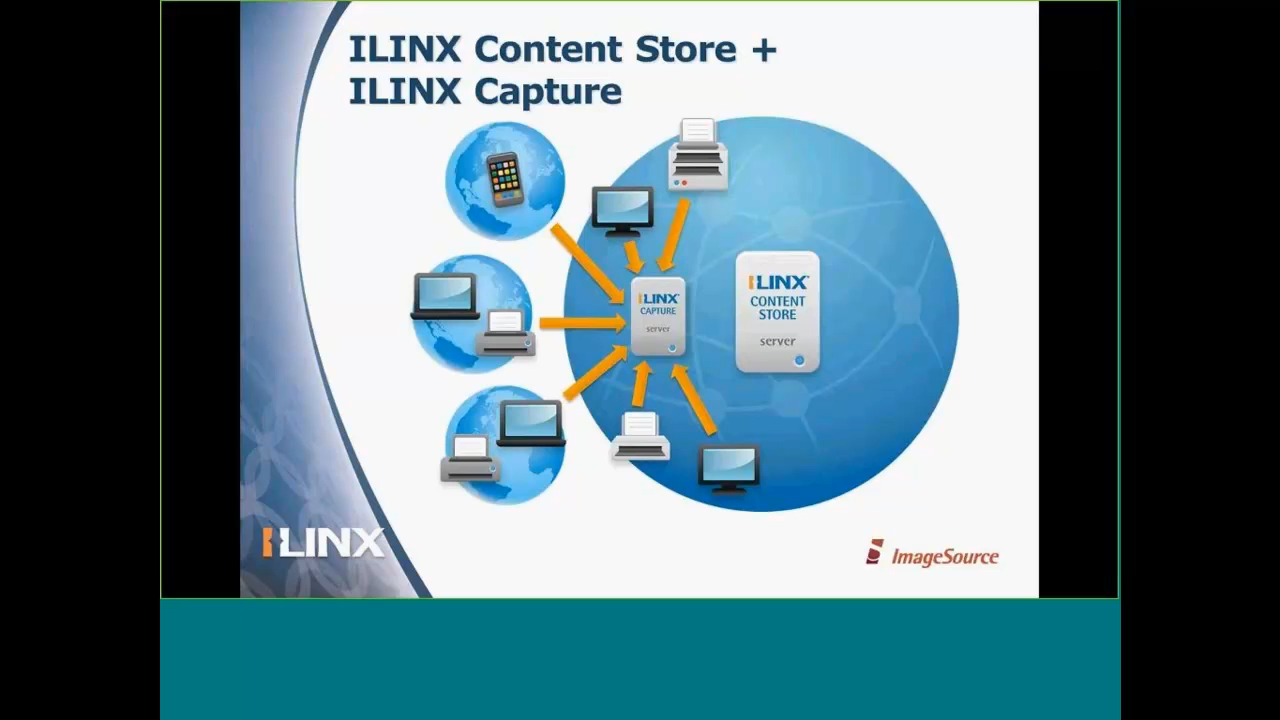 ILINX Content Store +
ILINX Capture
ILINX
CAPTURE
server
ILINX
CONTENT
STORE
server
ILINX
ImageSource